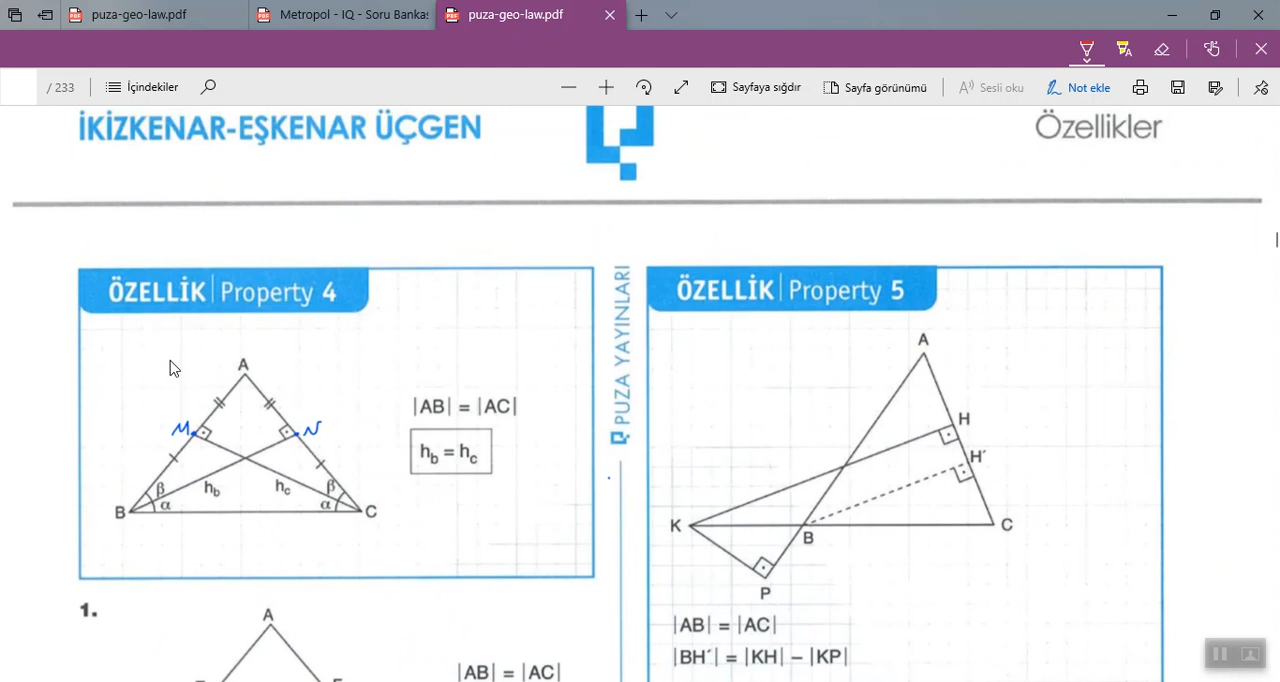 puza-geo-law.pdf
Metropol - IQ - Soru Bankas
puza-geo-law.pdf
/ 233
İçindekiler
Sayfaya sığdır
Sayfa görünümü
Sesli oku
Not ekle
İKİZKENAR-EŞKENAR ÜÇGEN
Özellikler
ÖZELLİK | Property 4
A
M
N
β
β
h_b
h_c
B
α
α
C
|AB| = |AC|
h_b = h_c
PUZA YAYINLARI
ÖZELLİK | Property 5
A
H
H´
K
B
C
P
|AB| = |AC|
|BH´| = |KH| – |KP|
1.
A
|AB| = |AC|